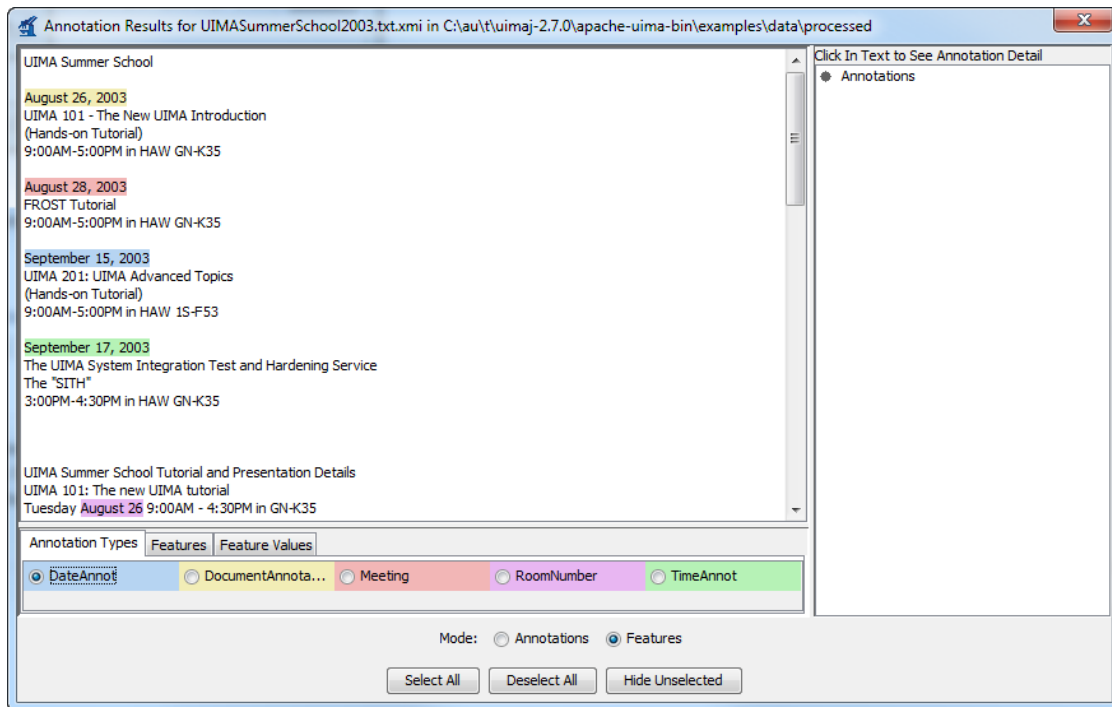 Annotation Results for UIMASummerSchool2003.txt.xmi in C:\au\t\uimaj-2.7.0\apache-uima-bin\examples\data\processed
UIMA Summer School
August 26, 2003
UIMA 101 - The New UIMA Introduction
(Hands-on Tutorial)
9:00AM-5:00PM in HAW GN-K35
August 28, 2003
FROST Tutorial
9:00AM-5:00PM in HAW GN-K35
September 15, 2003
UIMA 201: UIMA Advanced Topics
(Hands-on Tutorial)
9:00AM-5:00PM in HAW 1S-F53
September 17, 2003
The UIMA System Integration Test and Hardening Service
The "SITH"
3:00PM-4:30PM in HAW GN-K35
UIMA Summer School Tutorial and Presentation Details
UIMA 101: The new UIMA tutorial
Tuesday August 26 9:00AM - 4:30PM in GN-K35
Click In Text to See Annotation Detail
Annotations
Annotation Types Features Feature Values
DateAnnot DocumentAnnota... Meeting RoomNumber TimeAnnot
Mode: Annotations Features
Select All Deselect All Hide Unselected